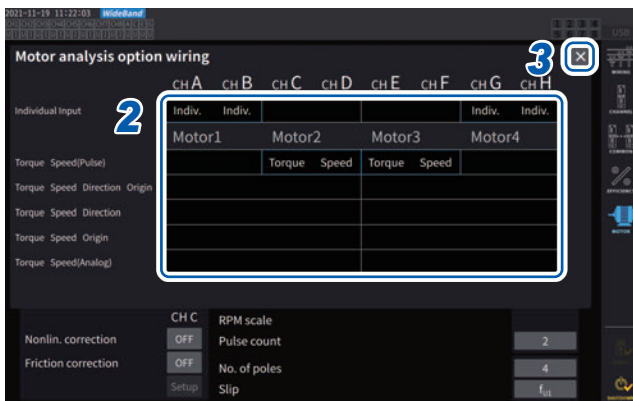 2021-11-19 11:22:03 WideBand
USB
Motor analysis option wiring
3
CH A CH B CH C CH D CH E CH F CH G CH H
WIRING
Individual Input Indiv. Indiv. Indiv. Indiv.
CHANNEL
2
Motor1 Motor2 Motor3 Motor4
COMMON
Torque Speed(Pulse) Torque Speed Torque Speed
EFFICIENCY
Torque Speed Direction Origin
Torque Speed Direction
MOTOR
Torque Speed Origin
Torque Speed(Analog)
CH C RPM scale
Nonlin. correction OFF Pulse count 2
Friction correction OFF No. of poles 4
Setup Slip fU1
SHUTDOWN